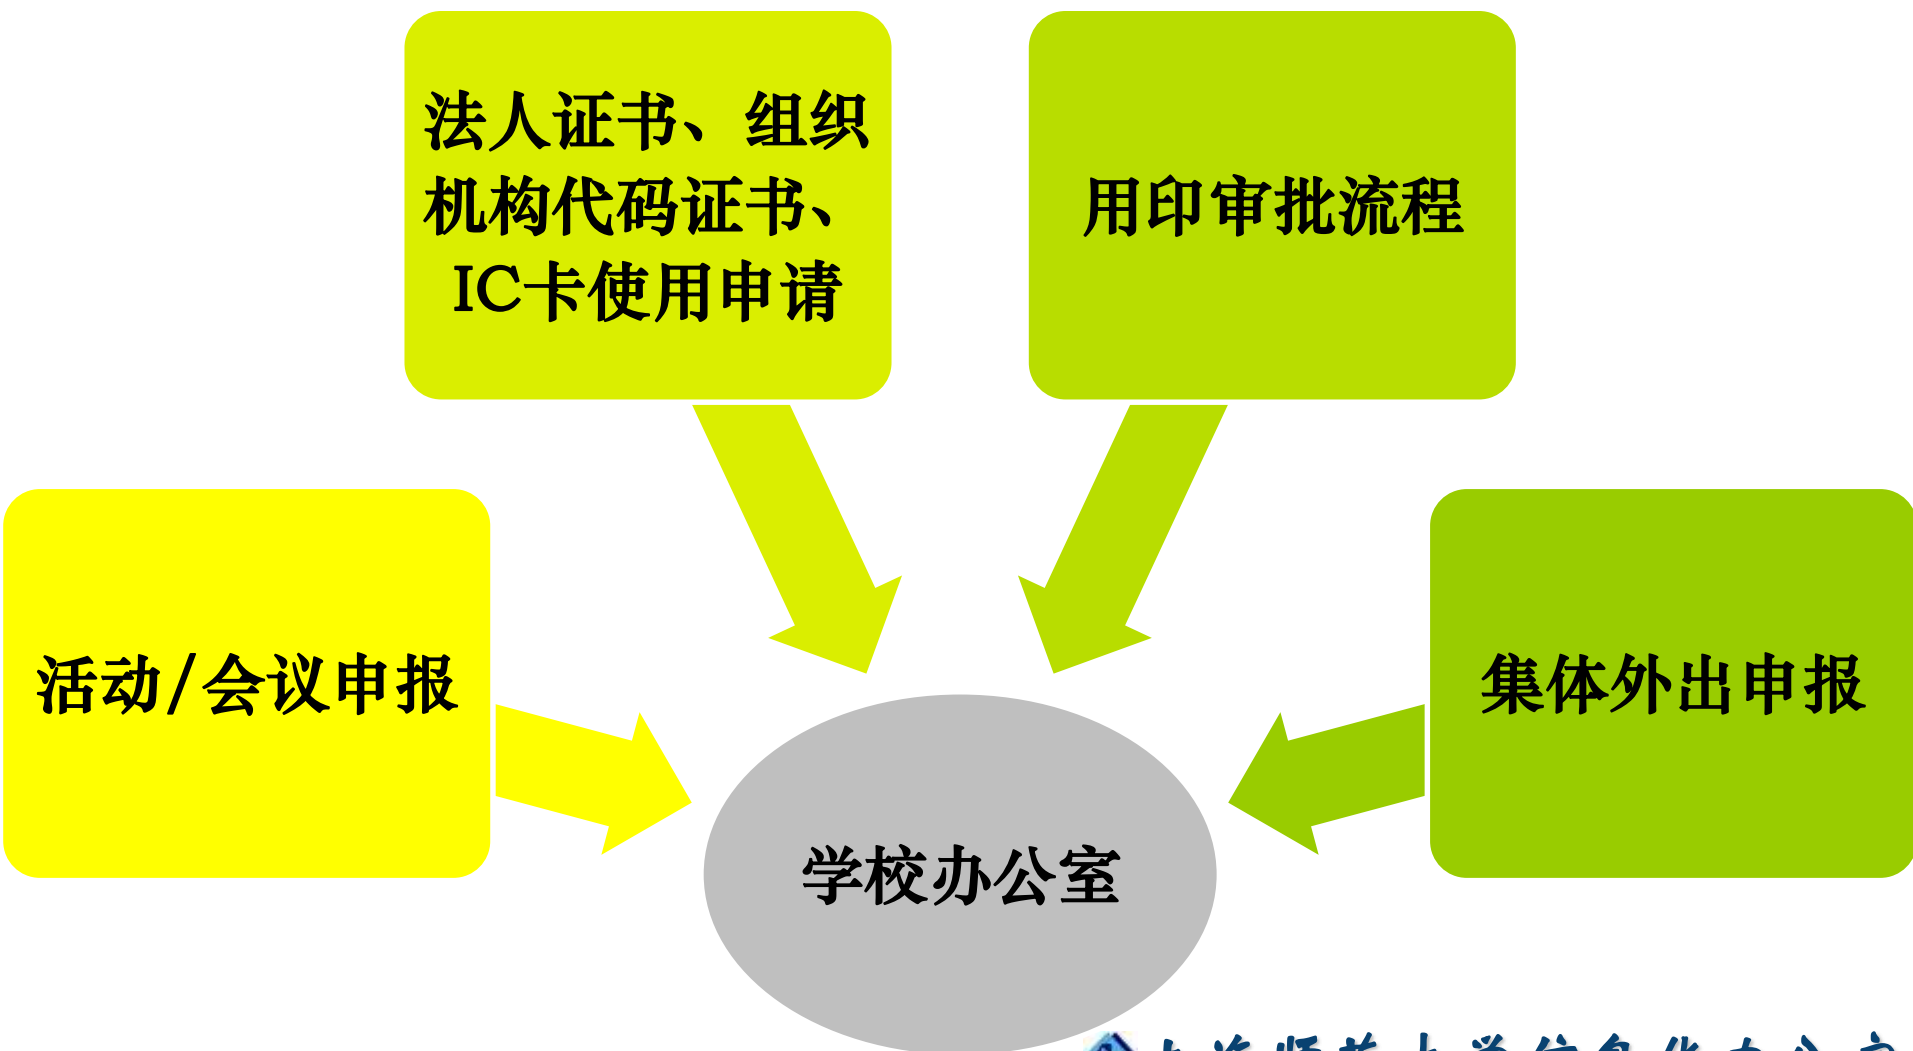 法人证书、组织
机构代码证书、
IC卡使用申请
用印审批流程
活动/会议申报
集体外出申报
学校办公室